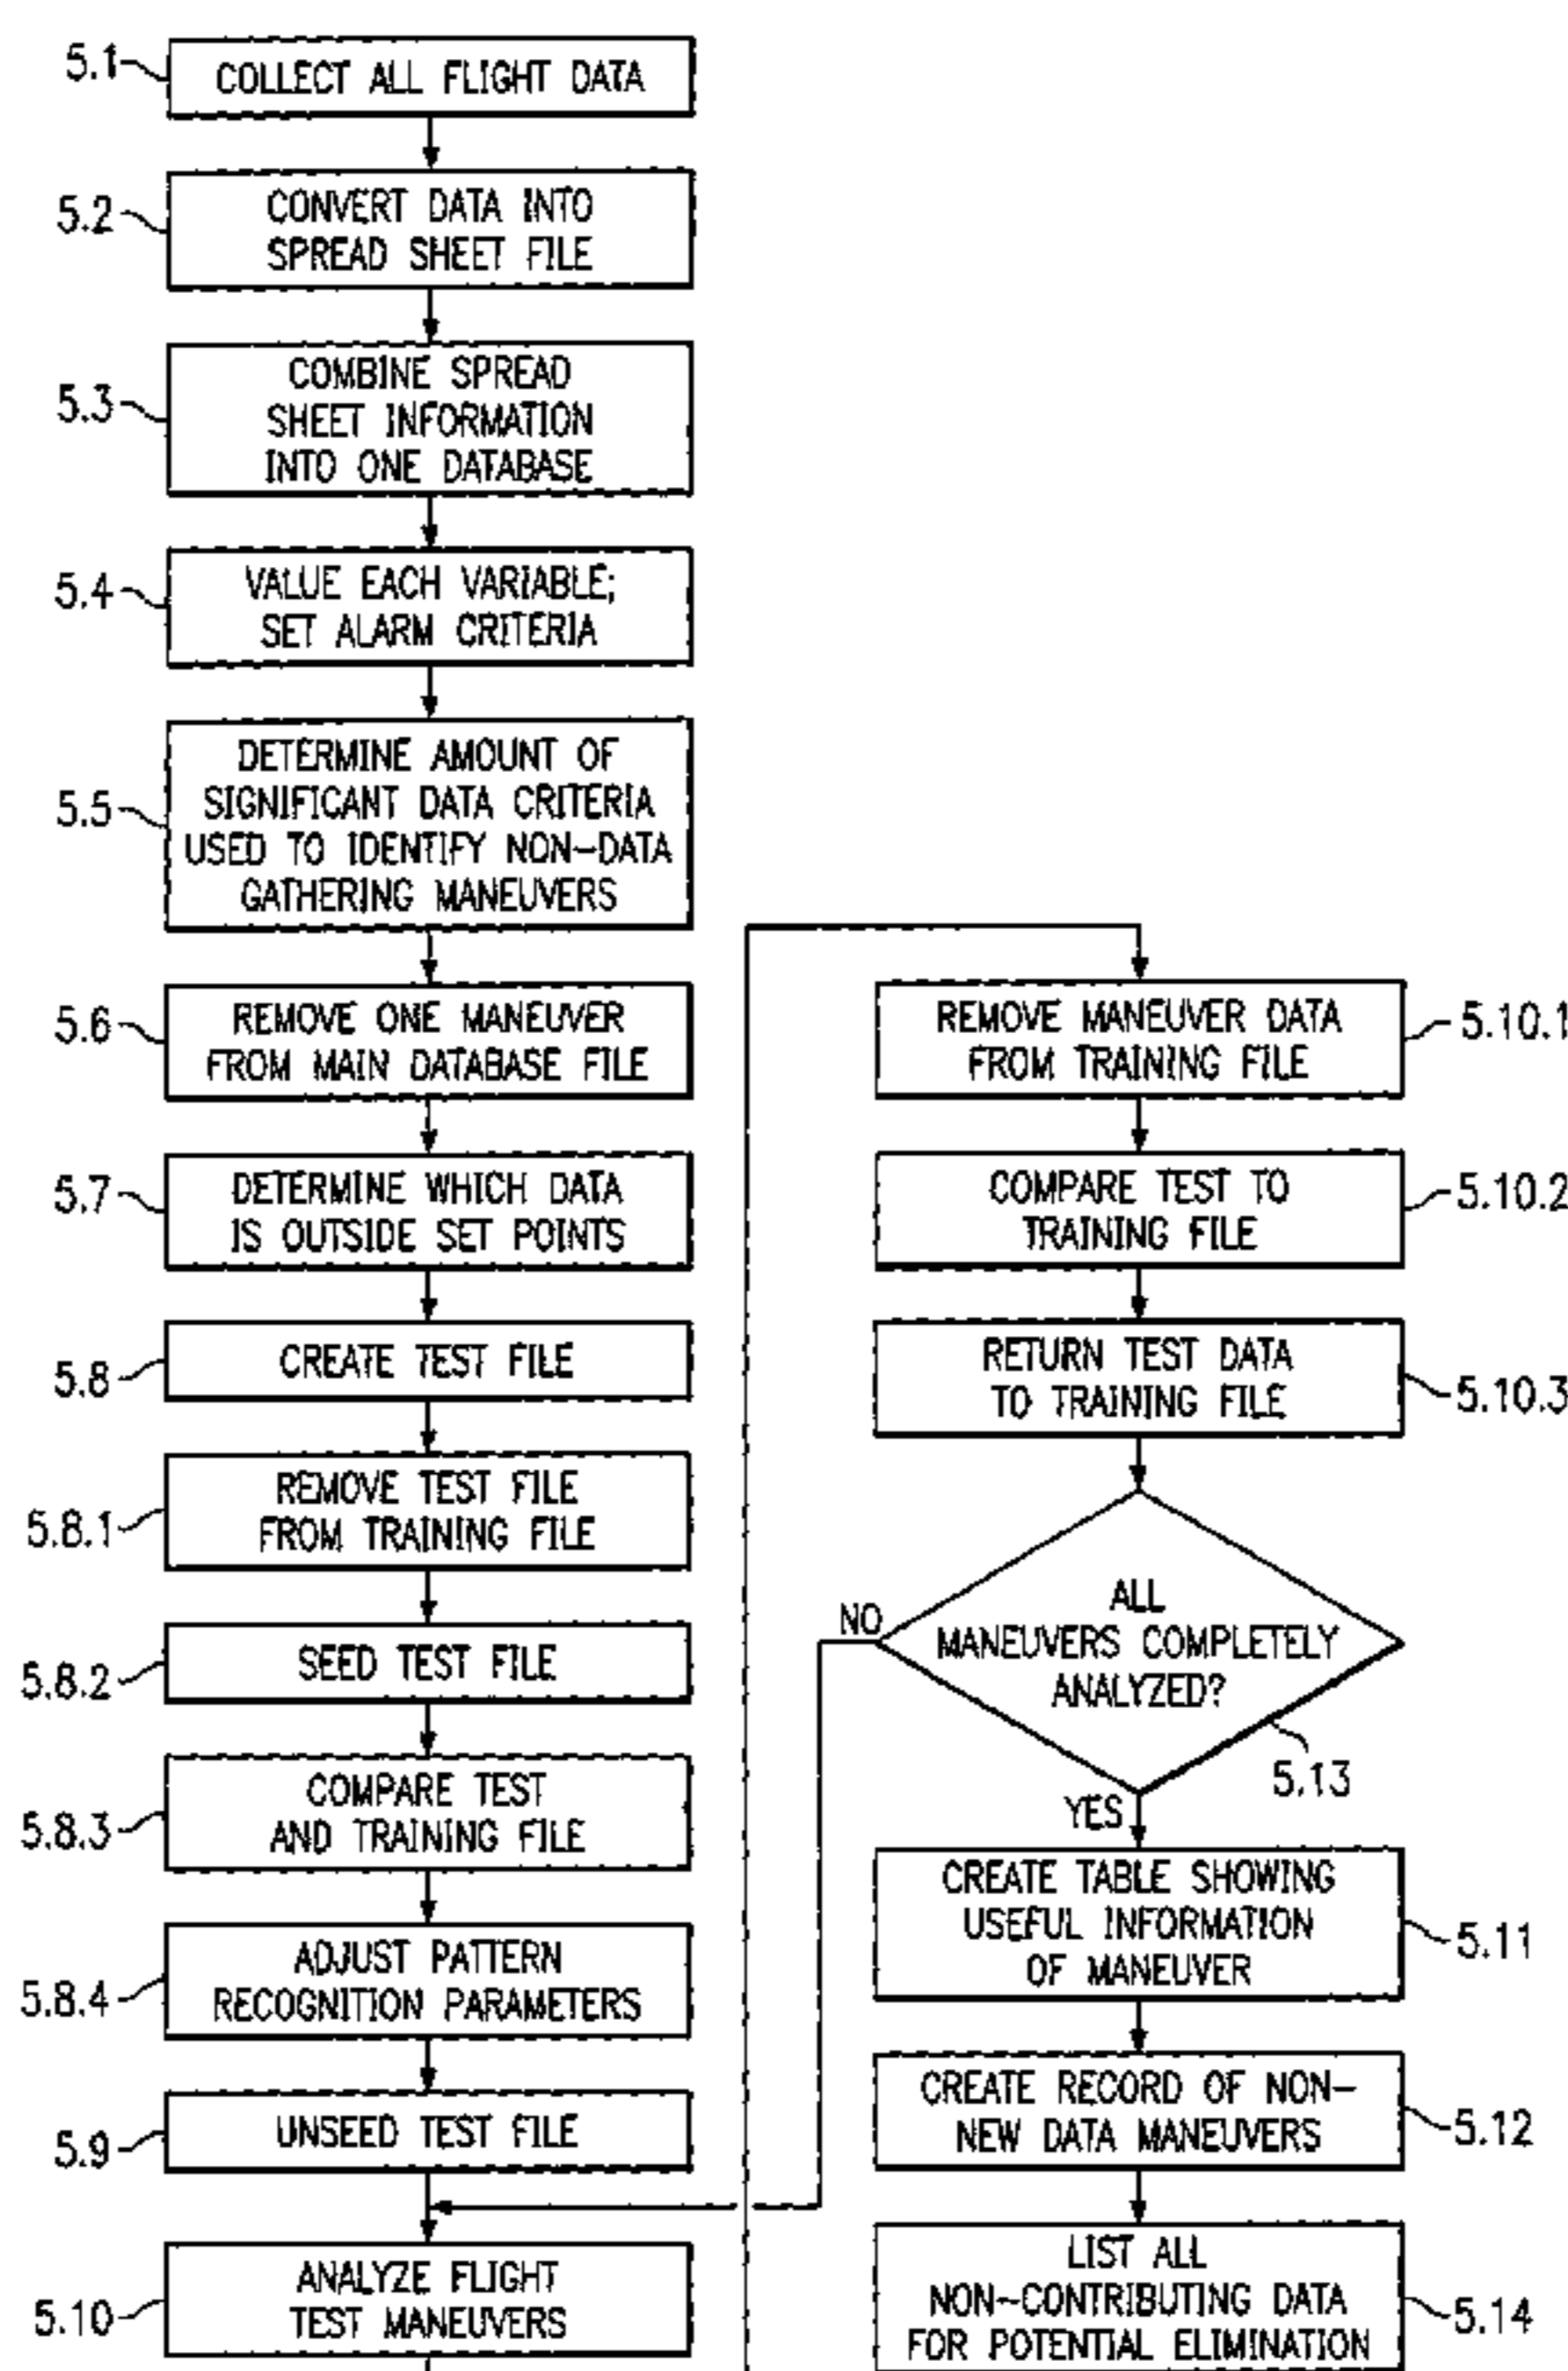 5.1
COLLECT ALL FLIGHT DATA
5.2
CONVERT DATA INTO
SPREAD SHEET FILE
5.3
COMBINE SPREAD
SHEET INFORMATION
INTO ONE DATABASE
5.4
VALUE EACH VARIABLE;
SET ALARM CRITERIA
5.5
DETERMINE AMOUNT OF
SIGNIFICANT DATA CRITERIA
USED TO IDENTIFY NON-DATA
GATHERING MANEUVERS
5.6
REMOVE ONE MANEUVER
FROM MAIN DATABASE FILE
5.7
DETERMINE WHICH DATA
IS OUTSIDE SET POINTS
5.8
CREATE TEST FILE
5.8.1
REMOVE TEST FILE
FROM TRAINING FILE
5.8.2
SEED TEST FILE
5.8.3
COMPARE TEST
AND TRAINING FILE
5.8.4
ADJUST PATTERN
RECOGNITION PARAMETERS
5.9
UNSEED TEST FILE
5.10
ANALYZE FLIGHT
TEST MANEUVERS
REMOVE MANEUVER DATA
FROM TRAINING FILE
5.10.1
COMPARE TEST TO
TRAINING FILE
5.10.2
RETURN TEST DATA
TO TRAINING FILE
5.10.3
ALL
MANEUVERS COMPLETELY
ANALYZED?
NO
5.13
YES
CREATE TABLE SHOWING
USEFUL INFORMATION
OF MANEUVER
5.11
CREATE RECORD OF NON-
NEW DATA MANEUVERS
5.12
LIST ALL
NON-CONTRIBUTING DATA
FOR POTENTIAL ELIMINATION
5.14